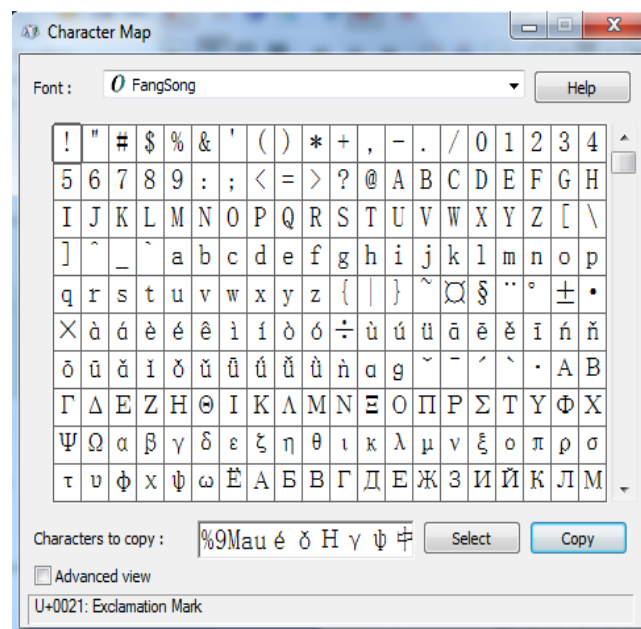 Character Map
Font : O FangSong Help
! " # $ % & ' ( ) * + , - . / 0 1 2 3 4
5 6 7 8 9 : ; < = > ? @ A B C D E F G H
I J K L M N O P Q R S T U V W X Y Z [ \
] ^ _ ` a b c d e f g h i j k l m n o p
q r s t u v w x y z { | } ~ ¤ § ¨ ° ± •
× à á è é ê ì í ò ó ÷ ù ú ü ā ē ě ī ń ň
ō ū ǎ ǐ ǒ ǔ ǖ ǘ ǚ ǜ ǹ ɑ ɡ ˇ ˉ ˊ ˋ · Α Β
Γ Δ Ε Ζ Η Θ Ι Κ Λ Μ Ν Ξ Ο Π Ρ Σ Τ Υ Φ Χ
Ψ Ω α β γ δ ε ζ η θ ι κ λ μ ν ξ ο π ρ σ
τ υ φ χ ψ ω Ё А Б В Г Д Е Ж З И Й К Л М
Characters to copy : %9Mau é ǒ Η γ ψ 中 Select Copy
Advanced view
U+0021: Exclamation Mark